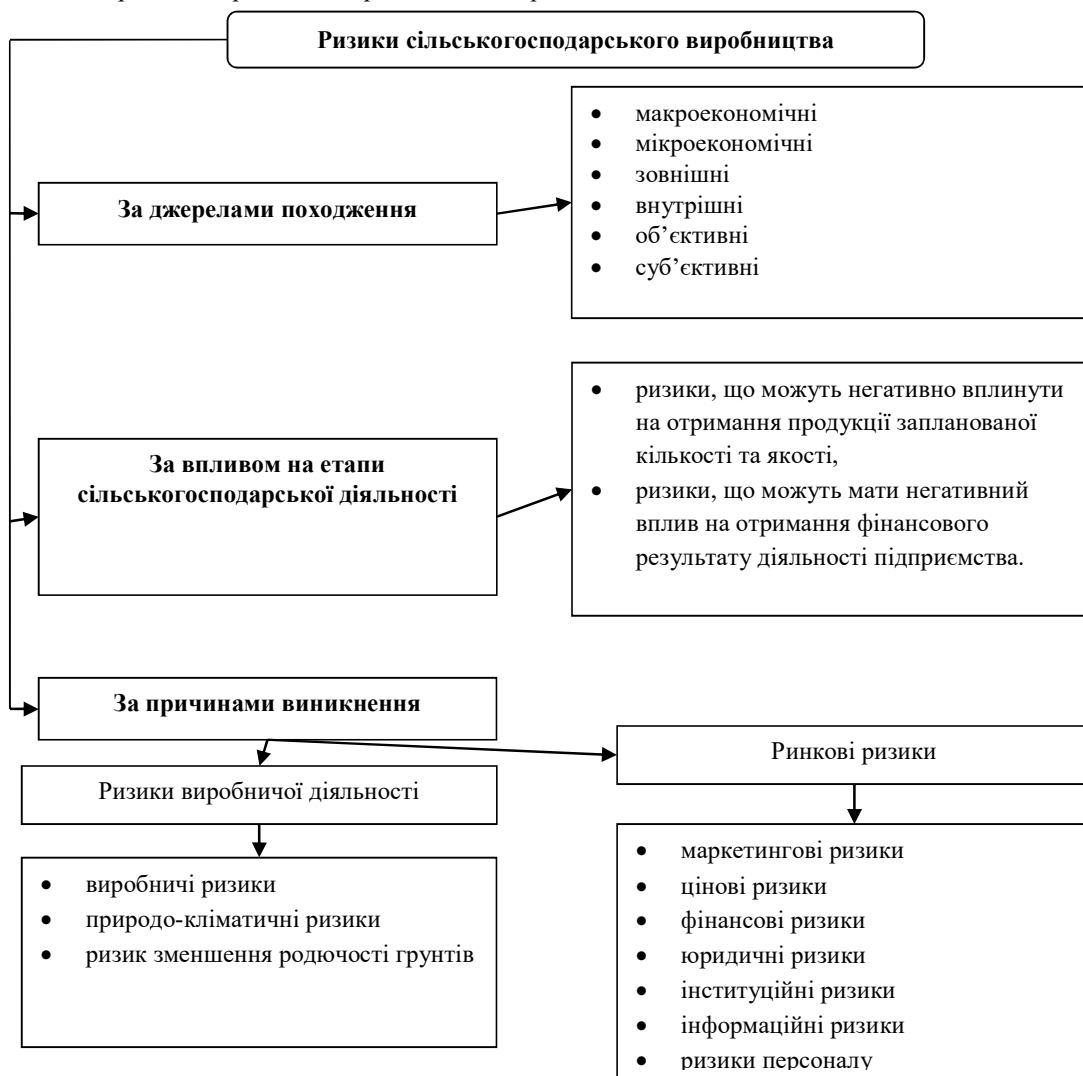 Ризики сільськогосподарського виробництва
• макроекономічні
• мікроекономічні
• зовнішні
• внутрішні
• об’єктивні
• суб’єктивні
За джерелами походження
• ризики, що можуть негативно вплинути
на отримання продукції запланованої
кількості та якості,
• ризики, що можуть мати негативний
вплив на отримання фінансового
результату діяльності підприємства.
За впливом на етапи
сільськогосподарської діяльності
За причинами виникнення
Ринкові ризики
Ризики виробничої діяльності
• виробничі ризики
• природо-кліматичні ризики
• ризик зменшення родючості грунтів
• маркетингові ризики
• цінові ризики
• фінансові ризики
• юридичні ризики
• інституційні ризики
• інформаційні ризики
• ризики персоналу